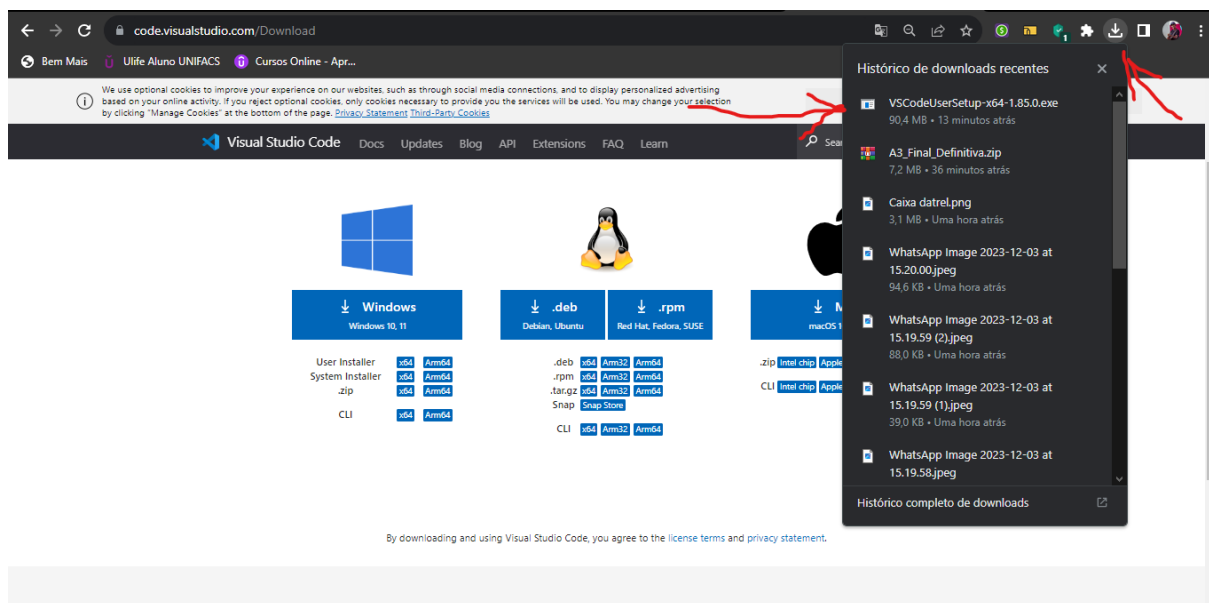 code.visualstudio.com/Download
1
Bem Mais
Ulife Aluno UNIFACS
Cursos Online - Apr...
We use optional cookies to improve your experience on our websites, such as through social media connections, and to display personalized advertising
based on your online activity. If you reject optional cookies, only cookies necessary to provide you the services will be used. You may change your selection
by clicking "Manage Cookies" at the bottom of the page. Privacy Statement Third-Party Cookies
Visual Studio Code Docs Updates Blog API Extensions FAQ Learn
Sea
Windows
Windows 10, 11
User Installer x64 Arm64
System Installer x64 Arm64
.zip x64 Arm64
CLI x64 Arm64
.deb
Debian, Ubuntu
.rpm
Red Hat, Fedora, SUSE
.deb x64 Arm32 Arm64
.rpm x64 Arm32 Arm64
.tar.gz x64 Arm32 Arm64
Snap Snap Store
CLI x64 Arm32 Arm64
M
macOS 1
.zip Intel chip Apple
CLI Intel chip Apple
By downloading and using Visual Studio Code, you agree to the license terms and privacy statement.
Histórico de downloads recentes
VSCodeUserSetup-x64-1.85.0.exe
90,4 MB • 13 minutos atrás
A3_Final_Definitiva.zip
7,2 MB • 36 minutos atrás
Caixa datrel.png
3,1 MB • Uma hora atrás
WhatsApp Image 2023-12-03 at
15.20.00.jpeg
94,6 KB • Uma hora atrás
WhatsApp Image 2023-12-03 at
15.19.59 (2).jpeg
88,0 KB • Uma hora atrás
WhatsApp Image 2023-12-03 at
15.19.59 (1).jpeg
39,0 KB • Uma hora atrás
WhatsApp Image 2023-12-03 at
15.19.58.jpeg
Histórico completo de downloads